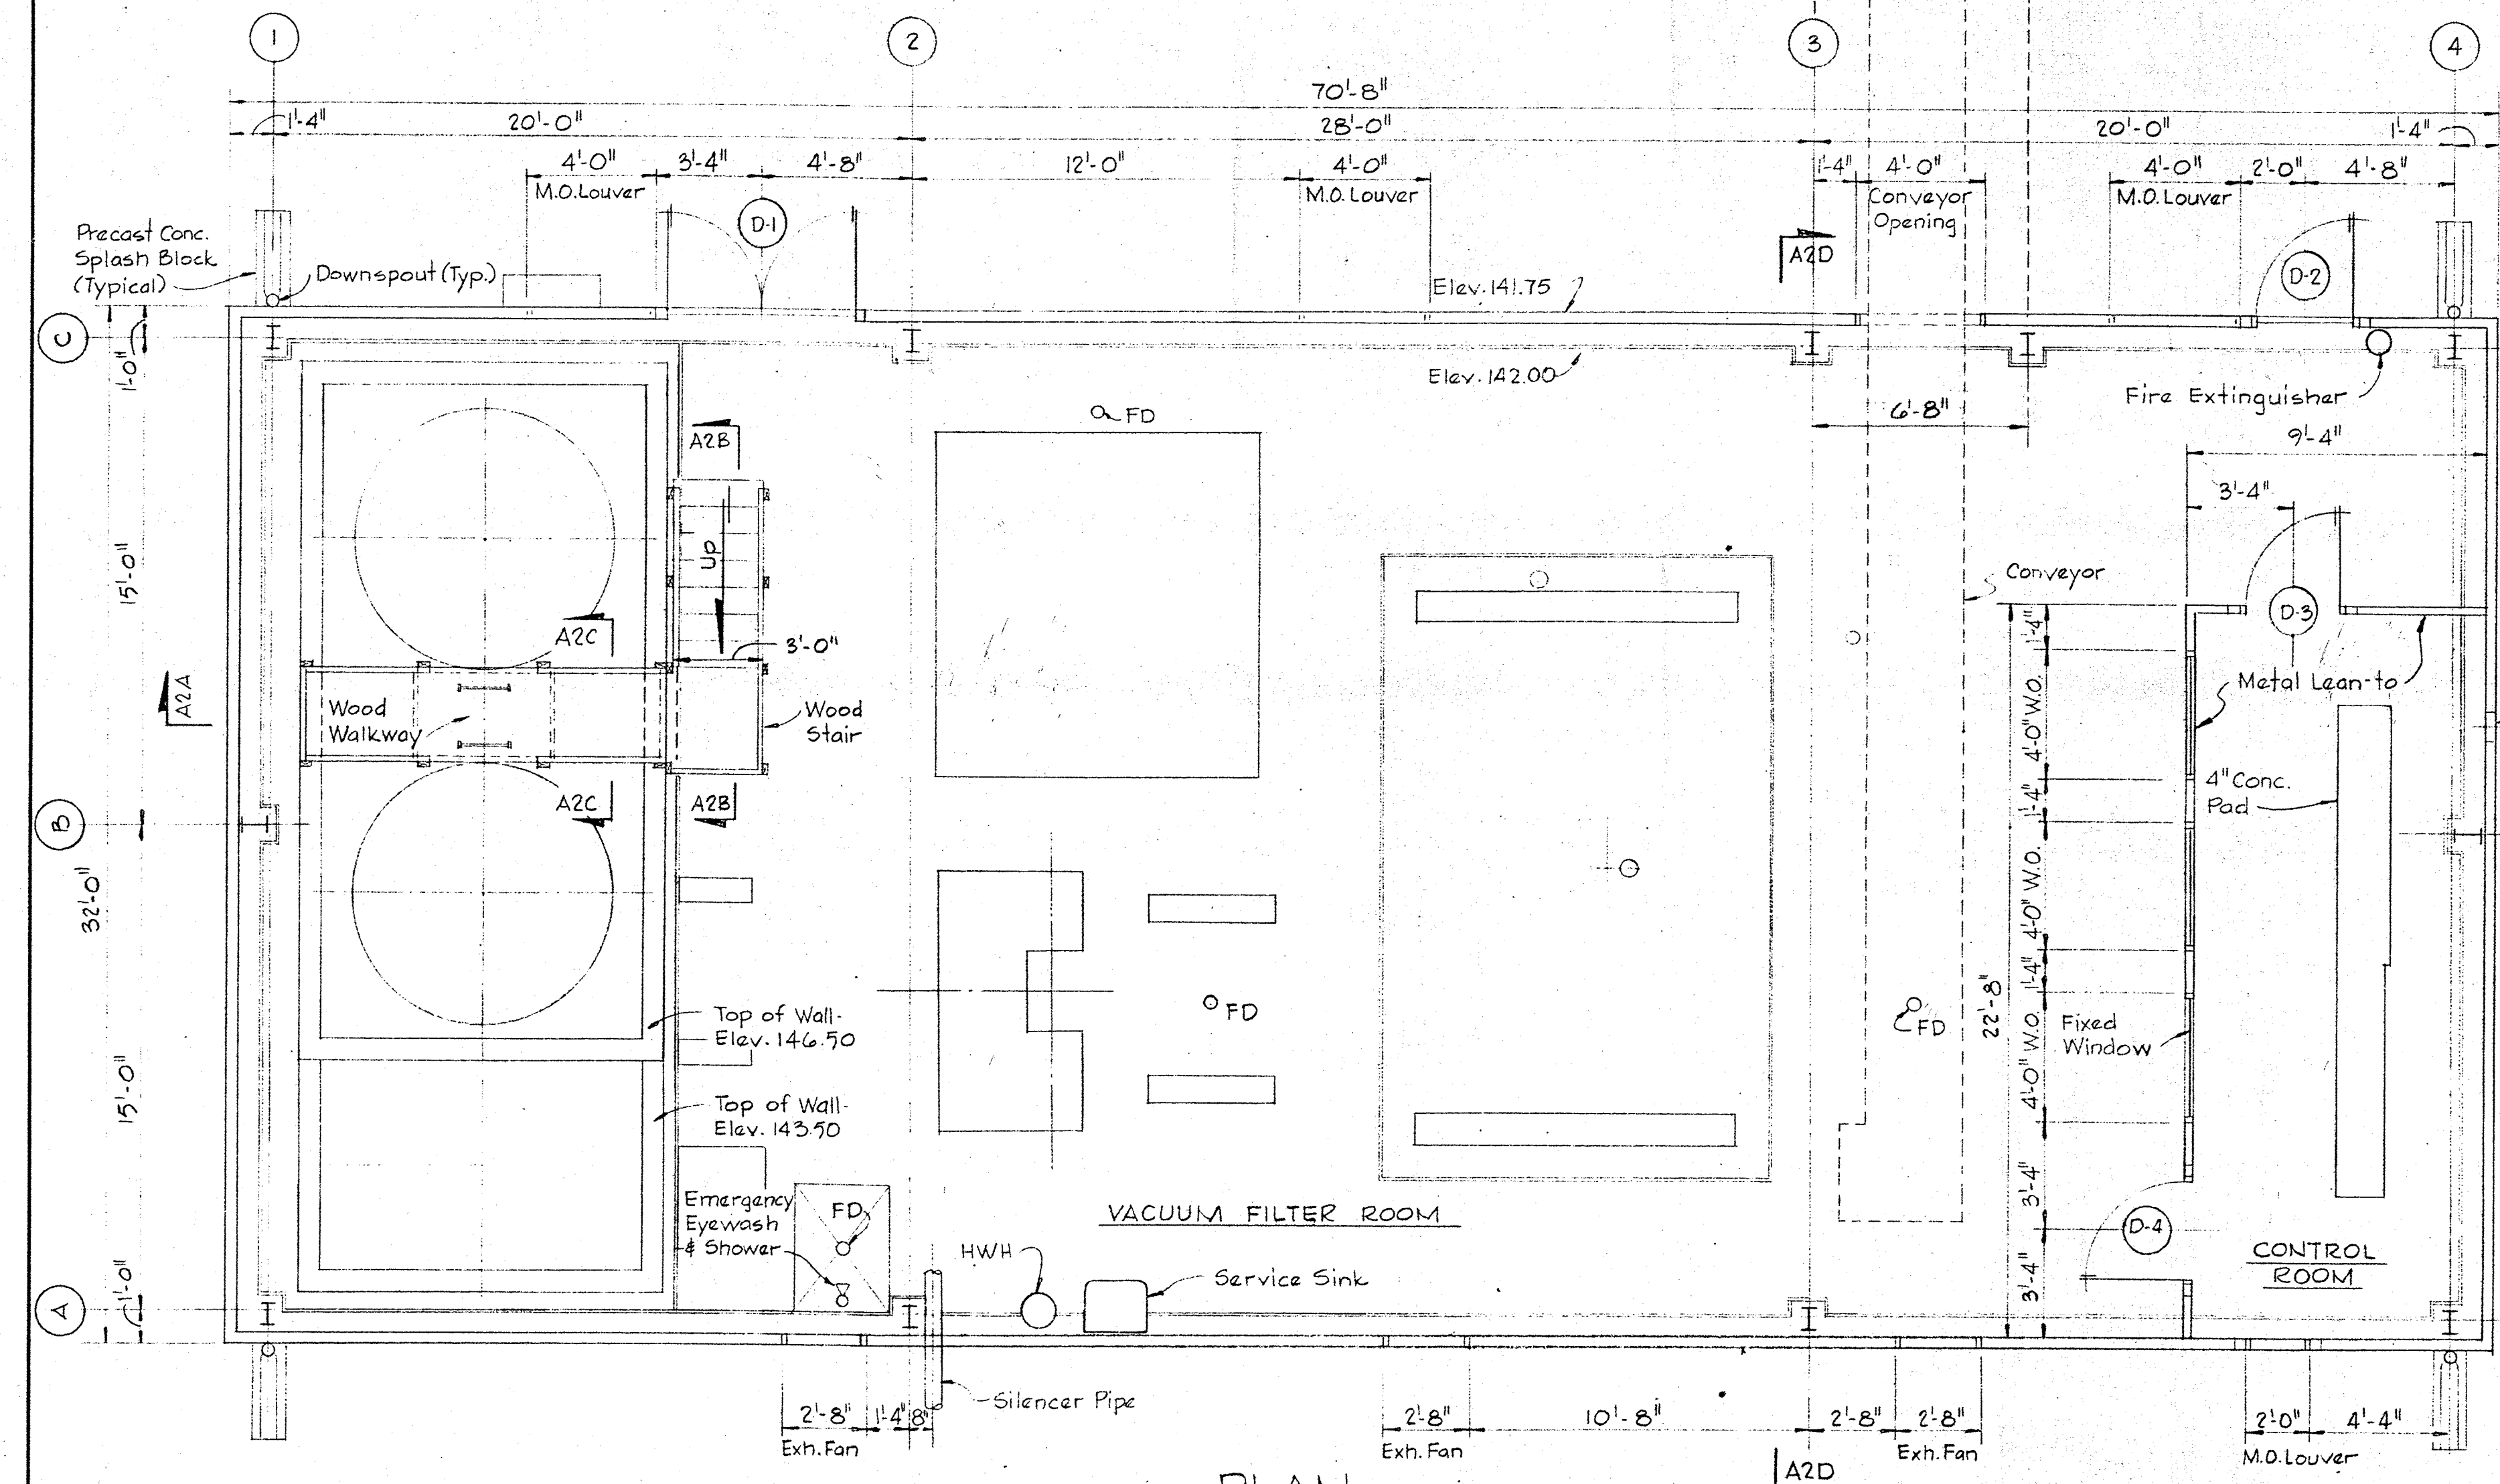 1
2
3
4
70'-8"
1'-4"
20'-0"
28'-0"
20'-0"
1'-4"
4'-0"
3'-4"
4'-8"
12'-0"
4'-0"
1'-4"
4'-0"
4'-0"
2'-0"
4'-8"
M.O. Louver
M.O. Louver
Conveyor
Opening
M.O. Louver
D-1
Precast Conc.
Splash Block
(Typical)
Downspout (Typ.)
A2D
D-2
Elev. 141.75
C
1'-0"
Elev. 142.00
Fire Extinguisher
6'-8"
9'-4"
FD
A2B
3'-4"
15'-0"
UP
Conveyor
D-3
A2C
3'-0"
1'-4"
A2A
Wood
Walkway
Wood
Stair
Metal Lean-to
4'-0" W.O.
4" Conc.
Pad
A2C
A2B
1'-4"
B
32'-0"
4'-0" W.O.
1'-4"
22'-8"
FD
FD
Top of Wall-
Elev. 146.50
Fixed
Window
4'-0" W.O.
15'-0"
Top of Wall-
Elev. 143.50
3'-4"
Emergency
Eyewash
& Shower
FD
VACUUM FILTER ROOM
D-4
HWH
Service Sink
CONTROL
ROOM
3'-4"
1'-0"
A
Silencer Pipe
2'-8"
1'-4"
8"
2'-8"
10'-8"
2'-8"
2'-8"
2'-0"
4'-4"
Exh. Fan
Exh. Fan
Exh. Fan
M.O. Louver
A2D
PLAN